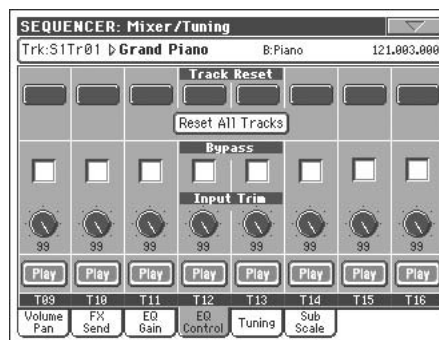 SEQUENCER: Mixer/Tuning
Trk:S1Tr01 Grand Piano B:Piano 121.003.000
Track Reset
Reset All Tracks
Bypass
Input Trim
99 99 99 99 99 99 99 99
Play Play Play Play Play Play Play Play
T09 T10 T11 T12 T13 T14 T15 T16
Volume Pan FX Send EQ Gain EQ Control Tuning Sub Scale